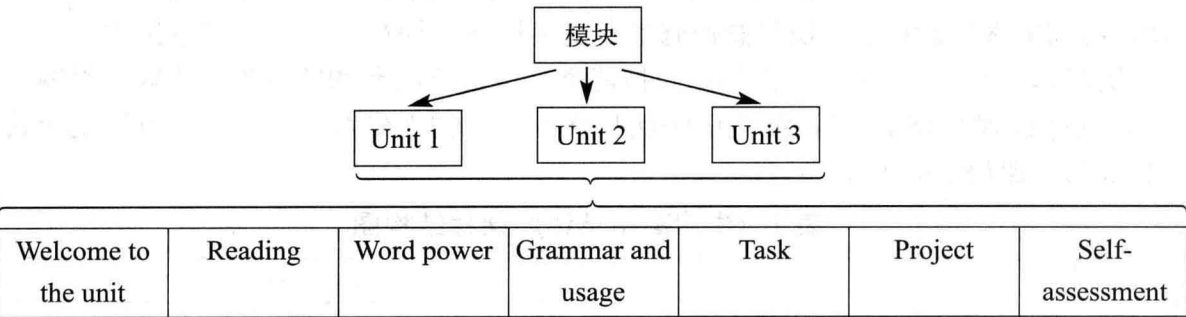 模块
Unit 1
Unit 2
Unit 3
Welcome to
the unit
Reading
Word power
Grammar and
usage
Task
Project
Self-
assessment